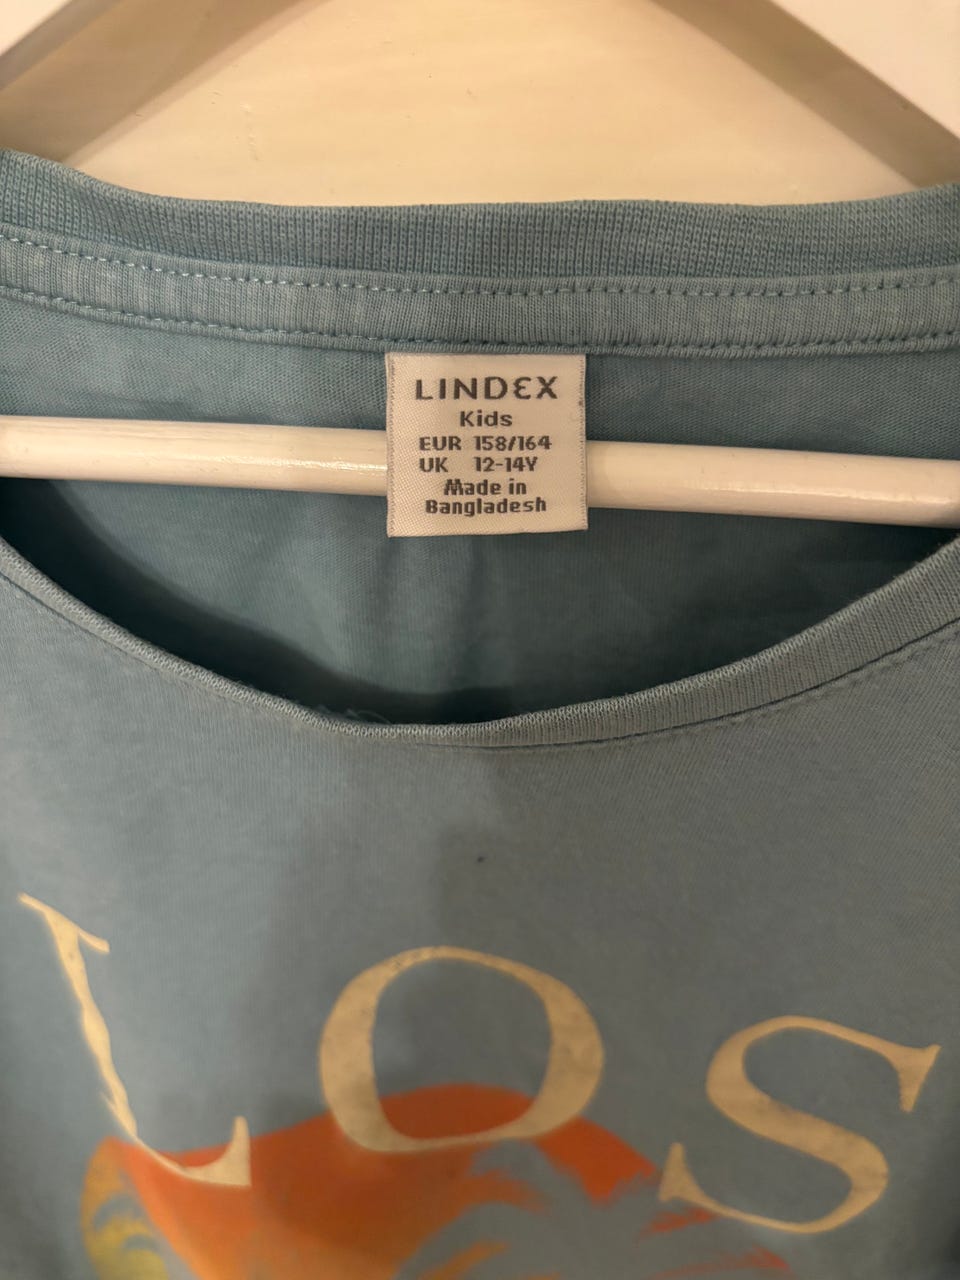 LINDEX
Kids
EUR 158/164
UK 12-14Y
Made in
Bangladesh
LOS